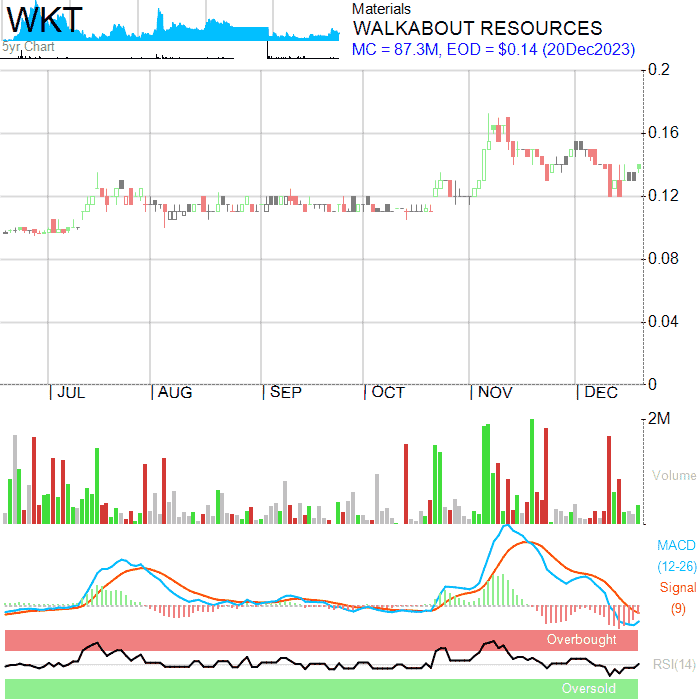 WKT
5yr. Chart
Materials
WALKABOUT RESOURCES
MC = 87.3M, EOD = $0.14 (20Dec2023)
0.2
0.16
0.12
0.08
0.04
0
JUL
AUG
SEP
OCT
NOV
DEC
2M
Volume
MACD
(12-26)
Signal
(9)
Overbought
RSI(14)
Oversold